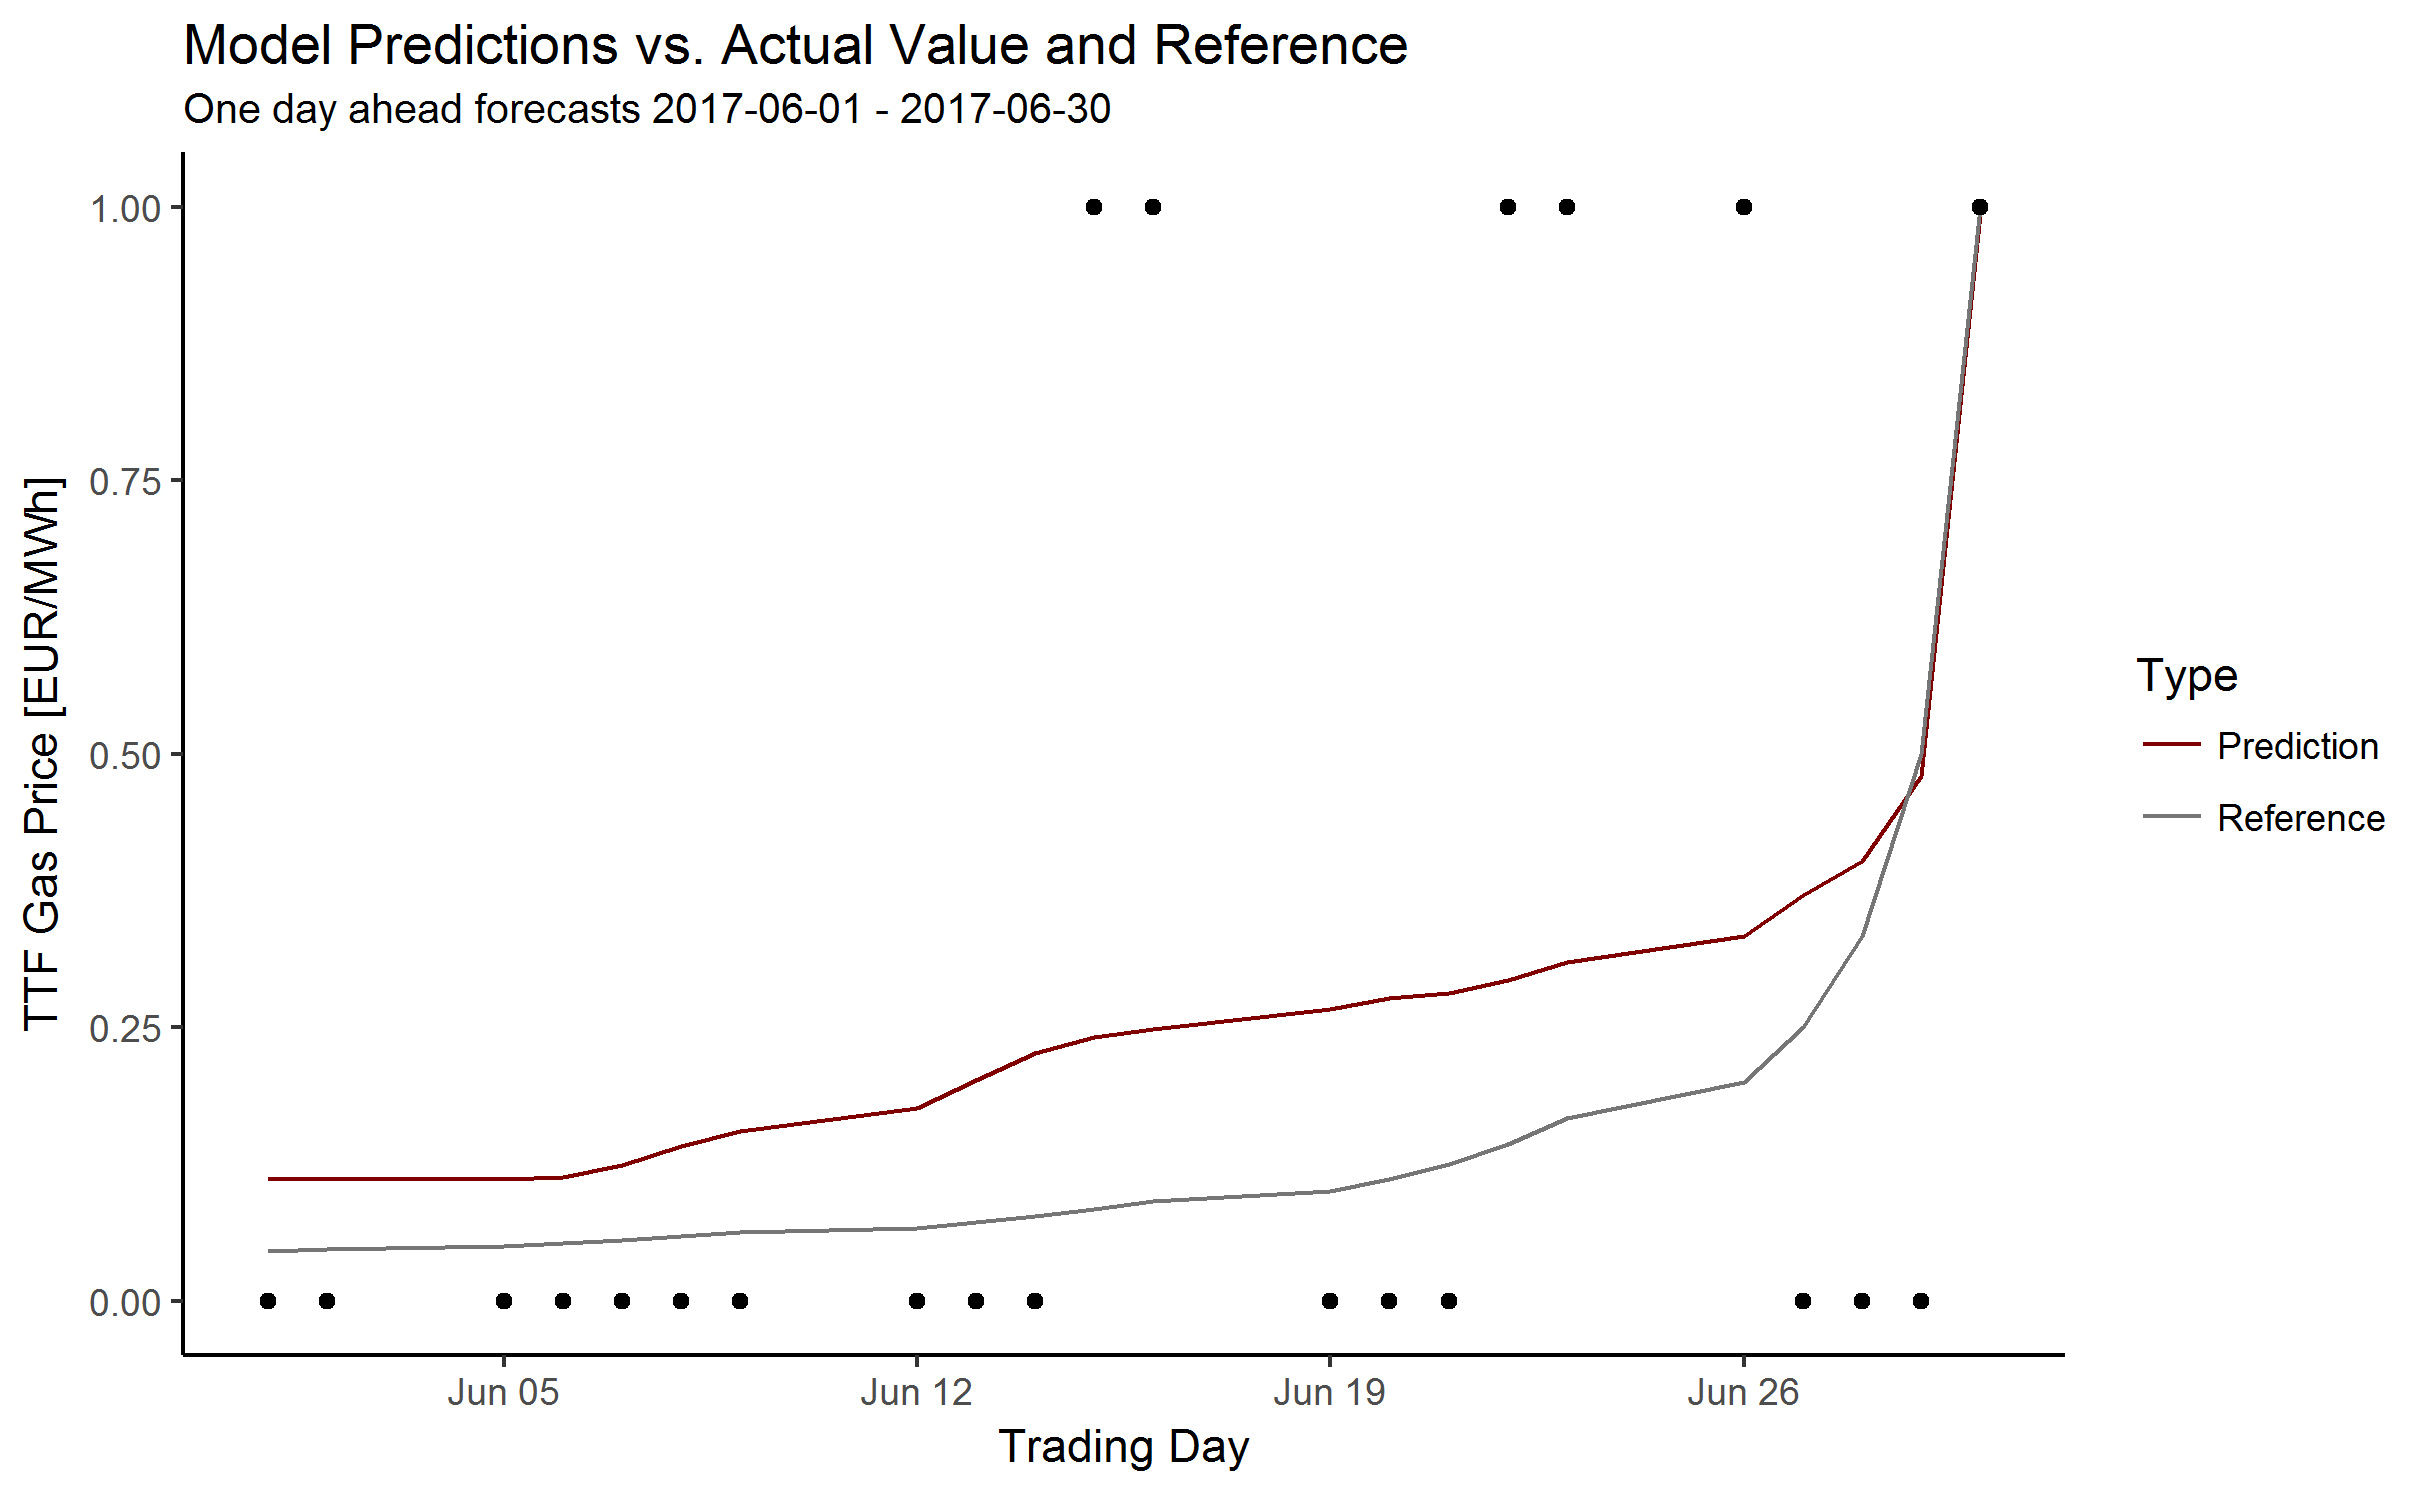 Model Predictions vs. Actual Value and Reference
One day ahead forecasts 2017-06-01 - 2017-06-30
TTF Gas Price [EUR/MWh]
1.00
0.75
0.50
0.25
0.00
Jun 05
Jun 12
Jun 19
Jun 26
Trading Day
Type
Prediction
Reference